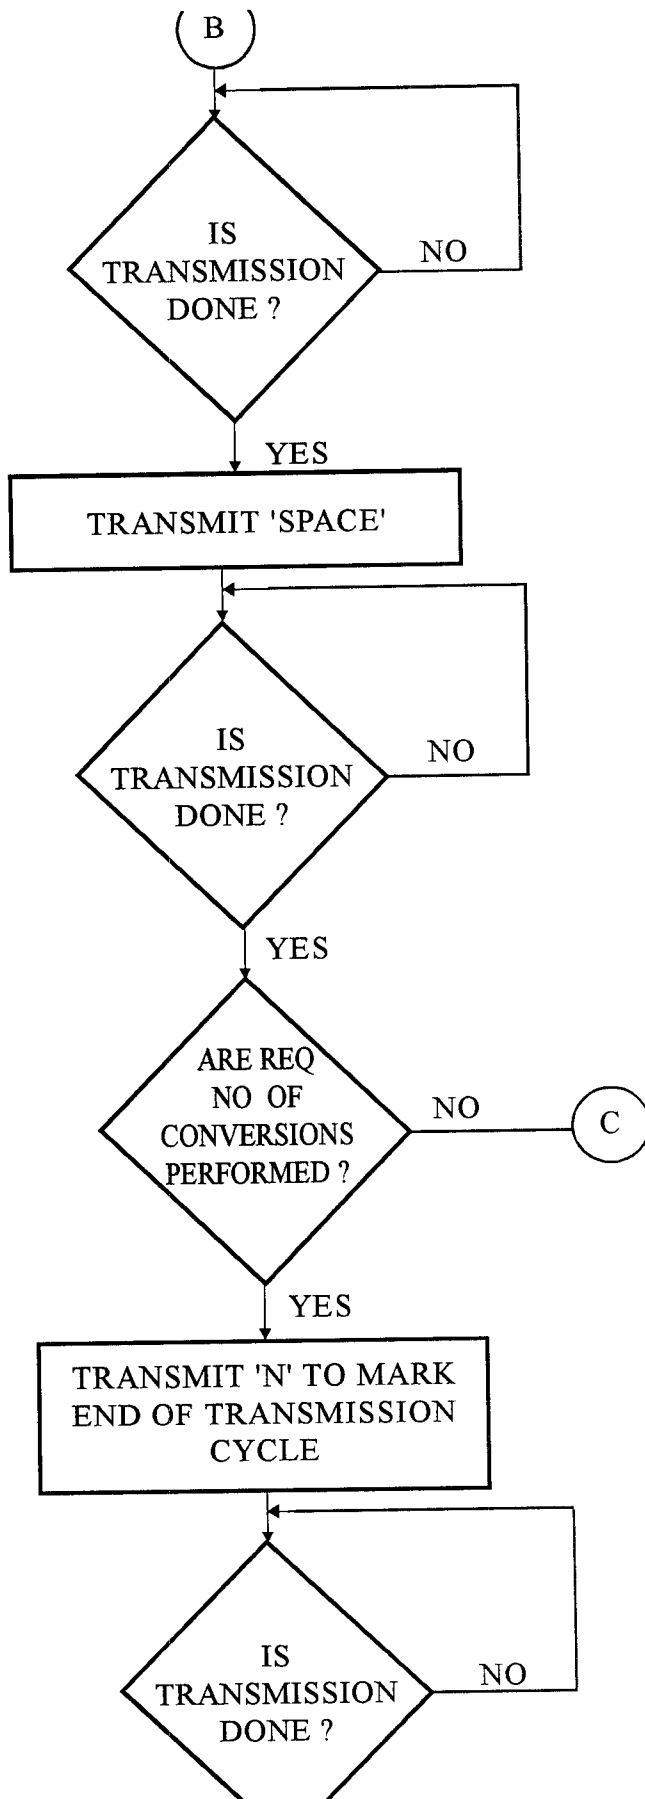 B
IS
TRANSMISSION
DONE ?
NO
YES
TRANSMIT 'SPACE'
IS
TRANSMISSION
DONE ?
NO
YES
ARE REQ
NO OF
CONVERSIONS
PERFORMED ?
NO
C
YES
TRANSMIT 'N' TO MARK
END OF TRANSMISSION
CYCLE
IS
TRANSMISSION
DONE ?
NO